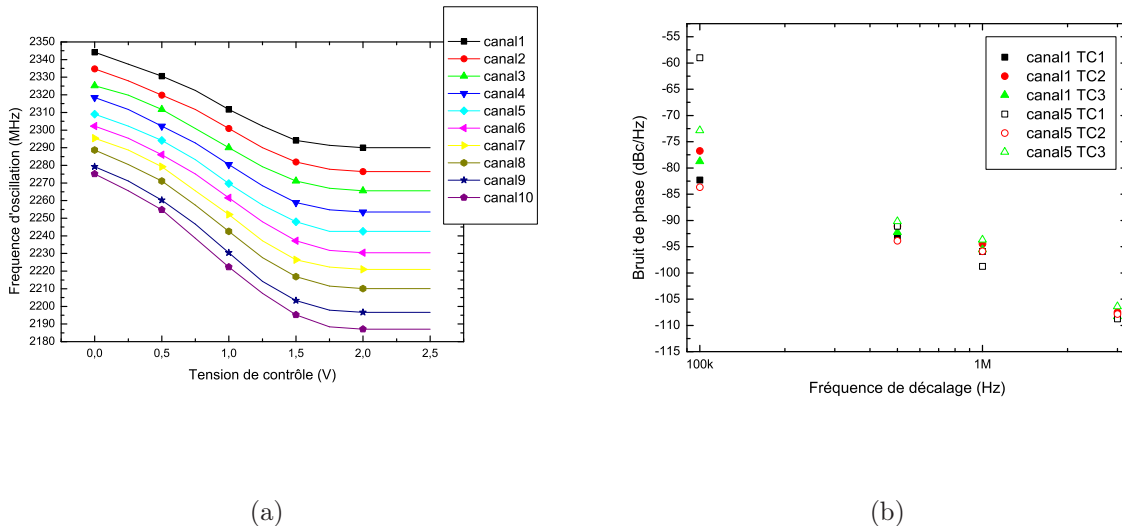 2350
2340
2330
2320
2310
2300
2290
2280
2270
2260
2250
2240
2230
2220
2210
2200
2190
2180
0,0 0,5 1,0 1,5 2,0 2,5
Frequence d'oscillation (MHz)
Tension de contrôle (V)
canal1
canal2
canal3
canal4
canal5
canal6
canal7
canal8
canal9
canal10
(a)
-55
-60
-65
-70
-75
-80
-85
-90
-95
-100
-105
-110
-115
100k 1M
Bruit de phase (dBc/Hz)
Fréquence de décalage (Hz)
canal1 TC1
canal1 TC2
canal1 TC3
canal5 TC1
canal5 TC2
canal5 TC3
(b)